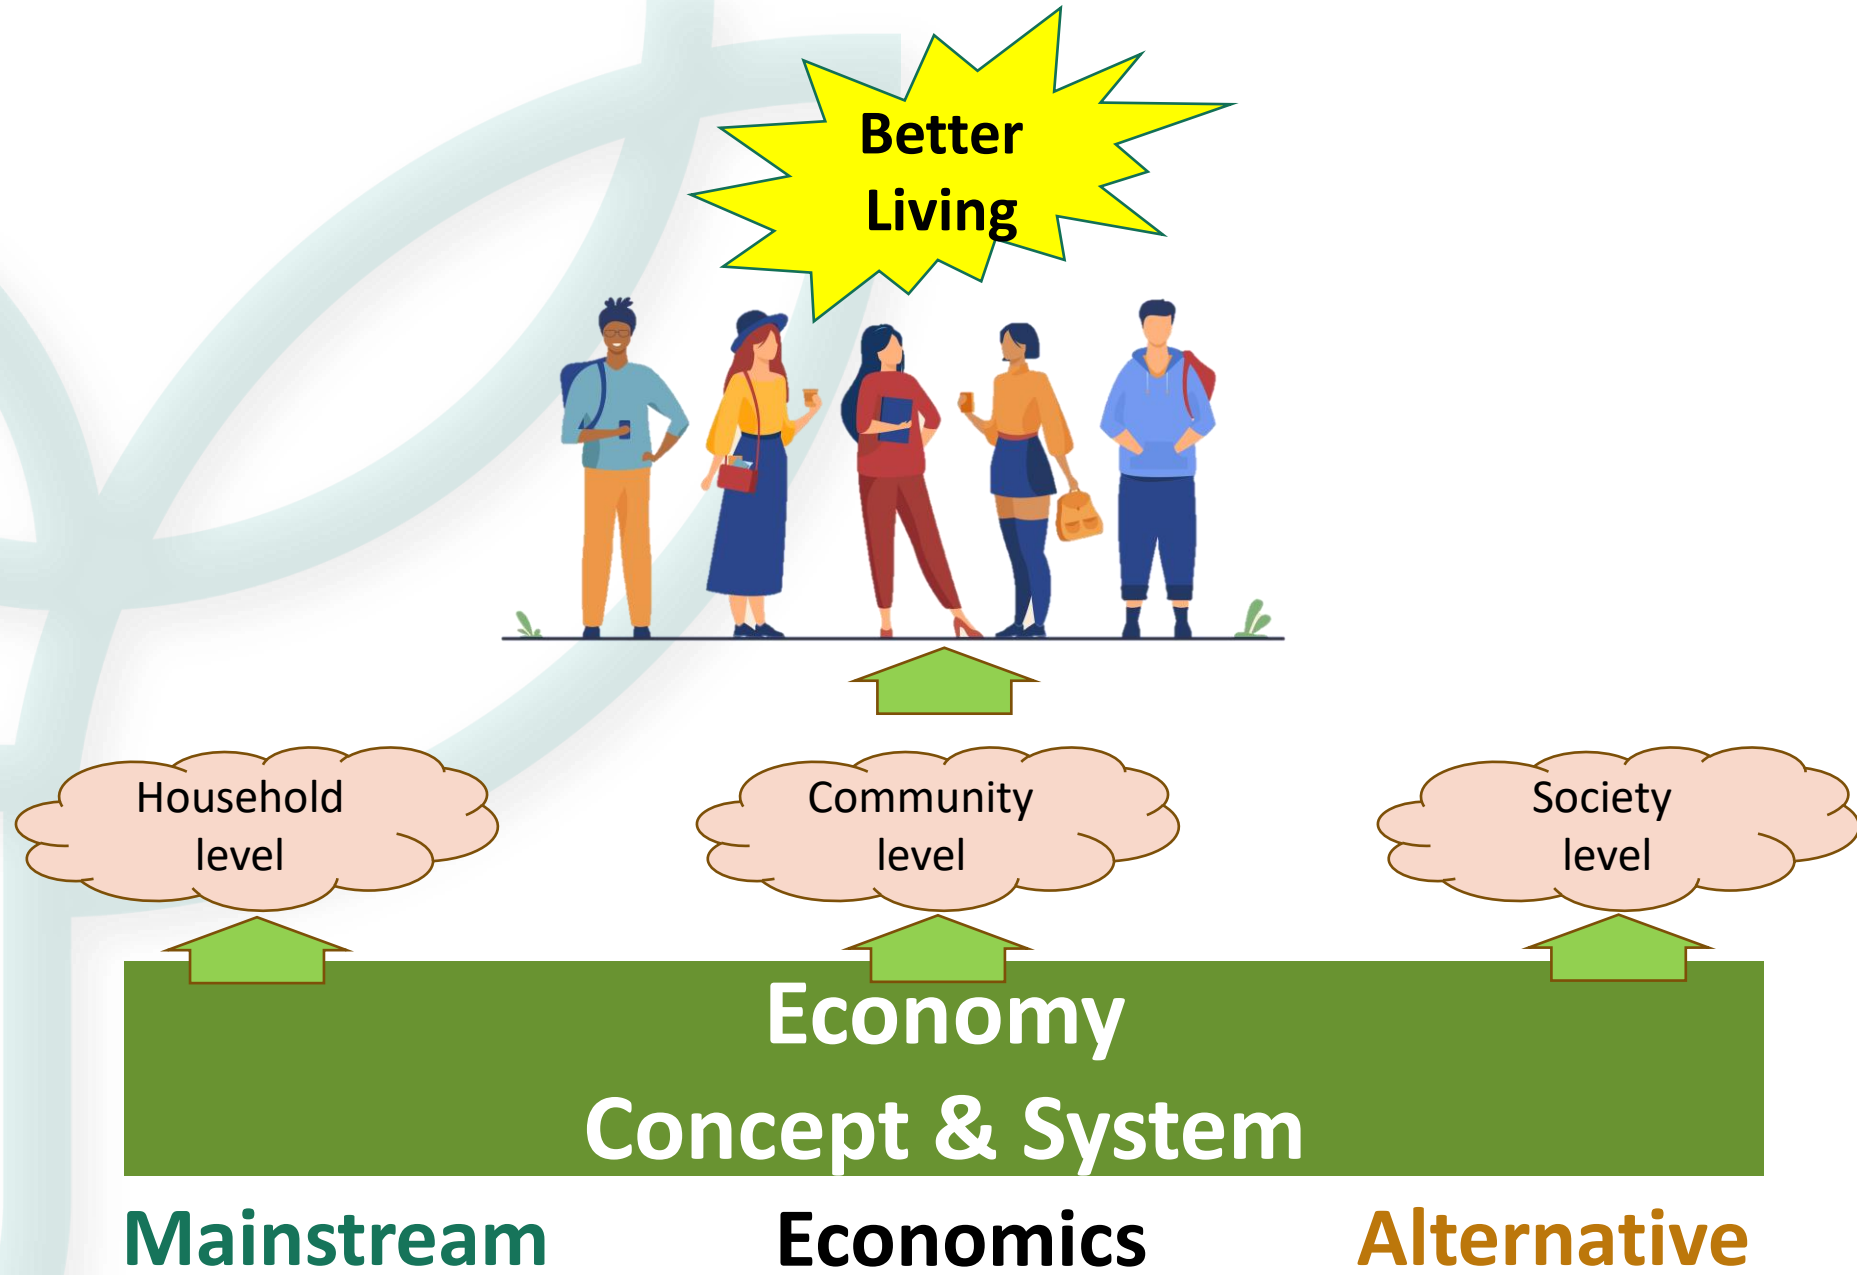 Better
Living
Household
level
Community
level
Society
level
Economy
Concept & System
Mainstream
Economics
Alternative